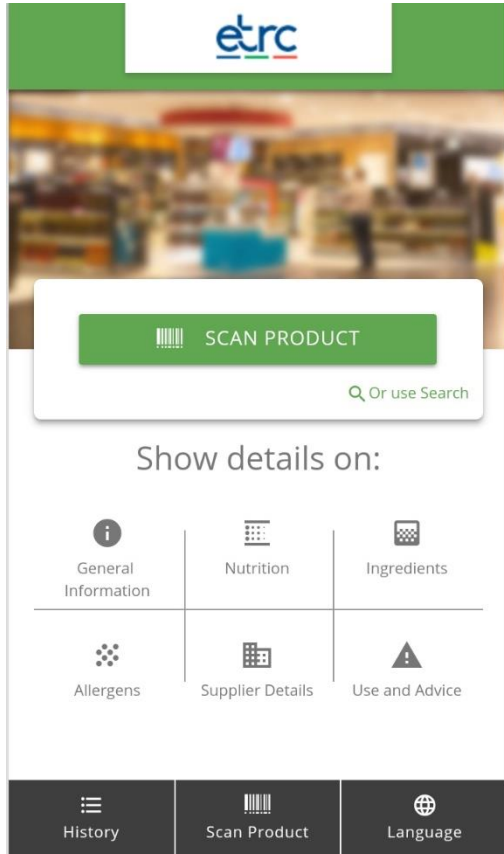 etrc
SCAN PRODUCT
Or use Search
Show details on:
General
Information
Nutrition
Ingredients
Allergens
Supplier Details
Use and Advice
History
Scan Product
Language